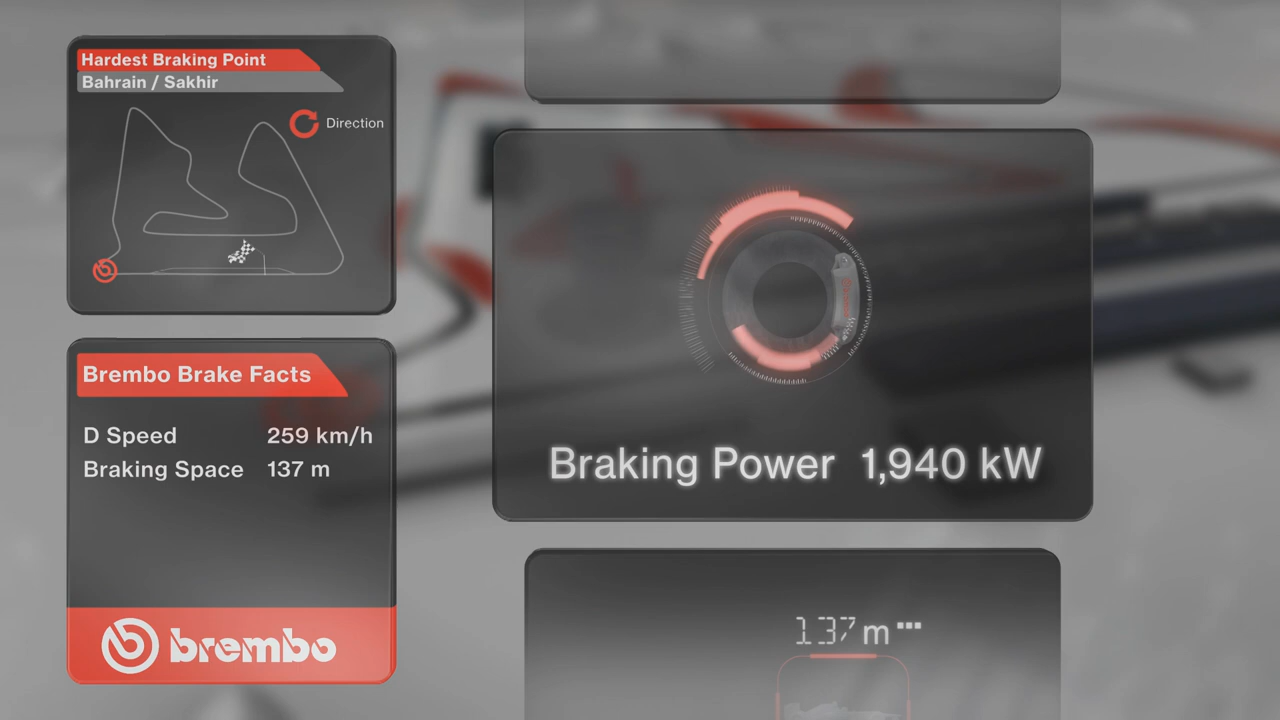 Hardest Braking Point
Bahrain / Sakhir
Direction
Brembo Brake Facts
D Speed 259 km/h
Braking Space 137 m
brembo
Braking Power 1,940 kW
137 m